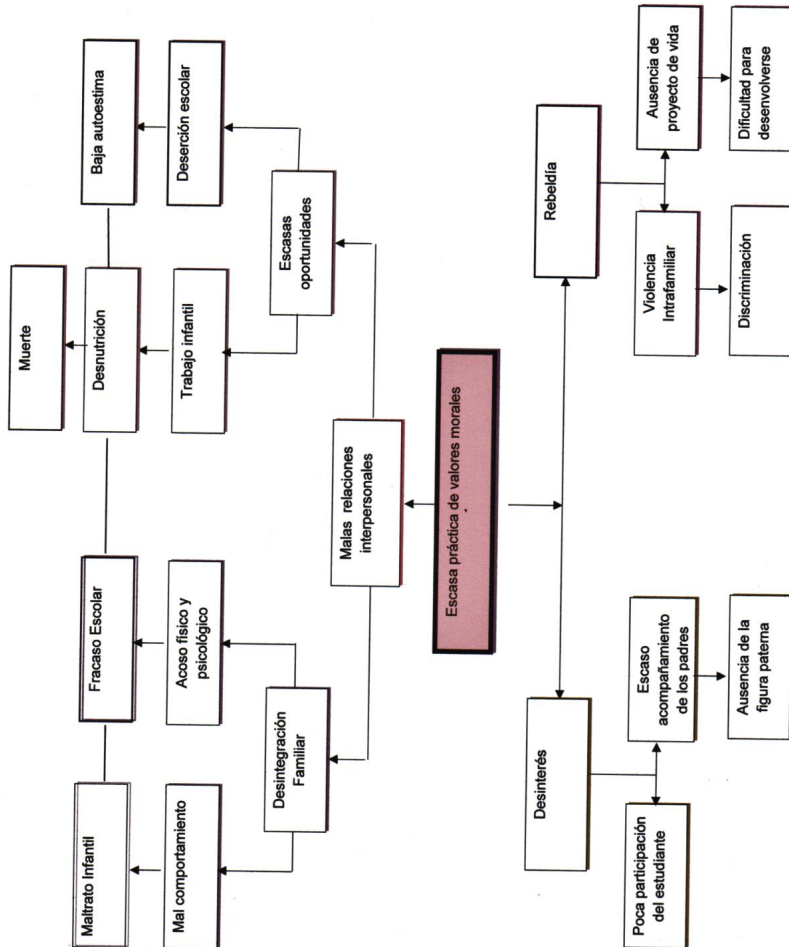 Muerte
Maltrato Infantil
Fracaso Escolar
Desnutrición
Baja autoestima
Mal comportamiento
Acoso físico y
psicológico
Trabajo infantil
Deserción escolar
Desintegración
Familiar
Escasas
oportunidades
Malas relaciones
interpersonales
Escasa práctica de valores morales
Desinterés
Rebeldía
Poca participación
del estudiante
Escaso
acompañamiento
de los padres
Violencia
Intrafamiliar
Ausencia de
proyecto de vida
Ausencia de la
figura paterna
Discriminación
Dificultad para
desenvolverse